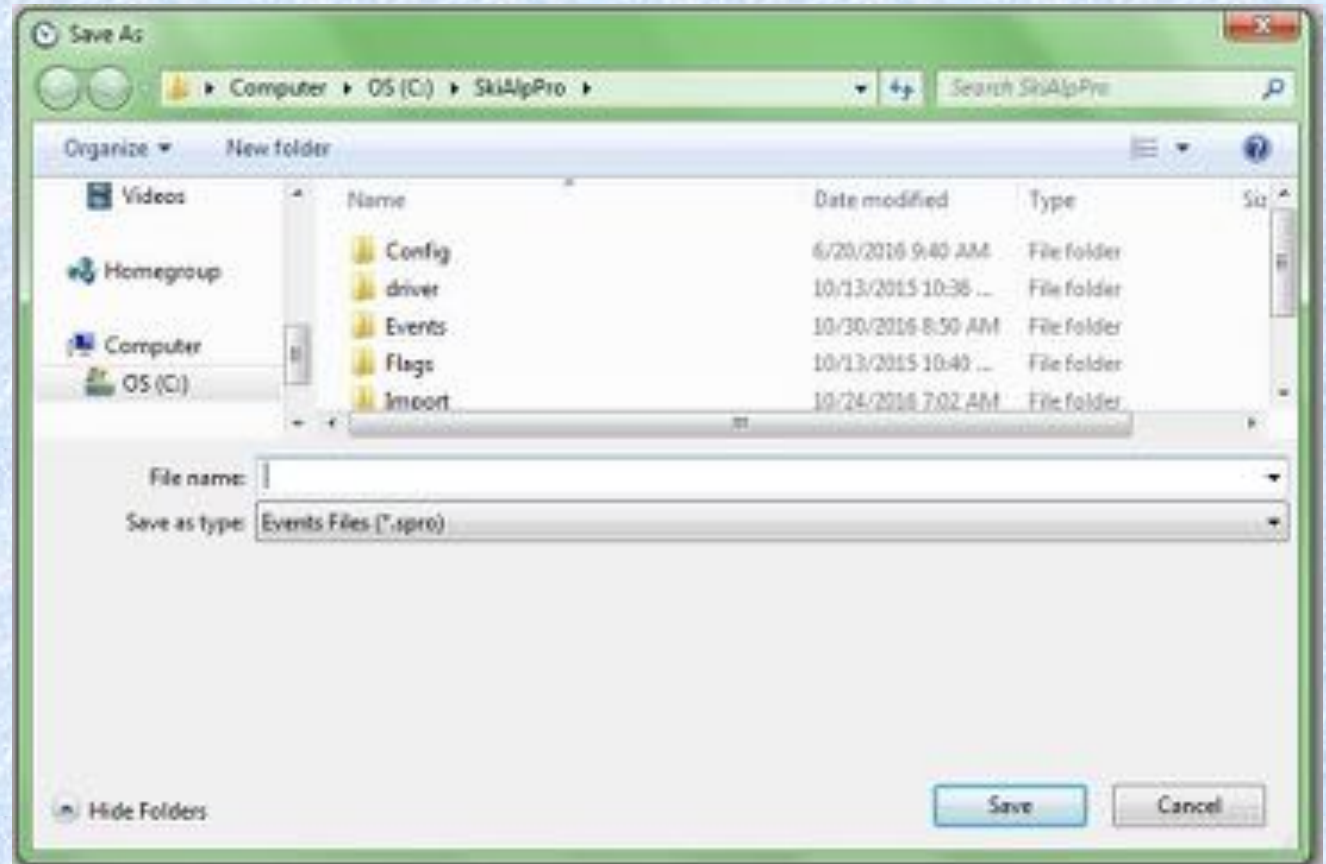 Save As
Computer OS (C:) SkiAlpPro Search SkiAlpPro
Organize New folder
Videos Name Date modified Type Siz
Config 6/20/2016 9:40 AM File folder
Homegroup driver 10/13/2015 10:36 ... File folder
Events 10/30/2016 8:50 AM File folder
Computer Flags 10/13/2015 10:40 ... File folder
OS (C:) Import 10/24/2016 7:02 AM File folder
File name:
Save as type: Events Files (*.spro)
Hide Folders Save Cancel